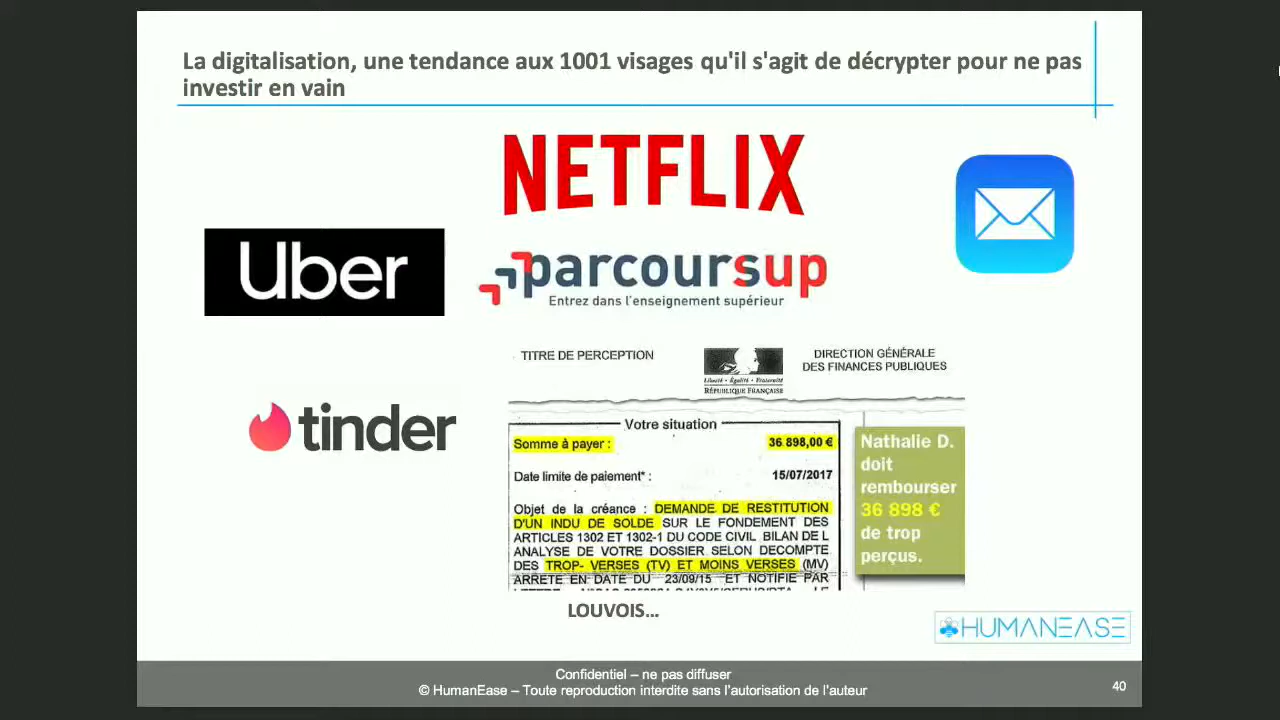 La digitalisation, une tendance aux 1001 visages qu'il s'agit de décrypter pour ne pas
investir en vain
NETFLIX
Uber
parcoursup
Entrez dans l'enseignement supérieur
TITRE DE PERCEPTION
DIRECTION GÉNÉRALE
DES FINANCES PUBLIQUES
Liberté • Égalité • Fraternité
RÉPUBLIQUE FRANÇAISE
tinder
Votre situation
Somme à payer : 36 898,00 €
Date limite de paiement* : 15/07/2017
Objet de la créance : DEMANDE DE RESTITUTION
D'UN INDU DE SOLDE SUR LE FONDEMENT DES
ARTICLES 1302 ET 1302-1 DU CODE CIVIL BILAN DE L
ANALYSE DE VOTRE DOSSIER SELON DECOMPTE
DES TROP- VERSES (TV) ET MOINS VERSES (MV)
ARRETE EN DATE DU 23/09/15 ET NOTIFIE PAR
Nathalie D.
doit
rembourser
36 898 €
de trop
perçus.
LOUVOIS…
HUMANEASE
Confidentiel – ne pas diffuser
© HumanEase – Toute reproduction interdite sans l'autorisation de l'auteur
40